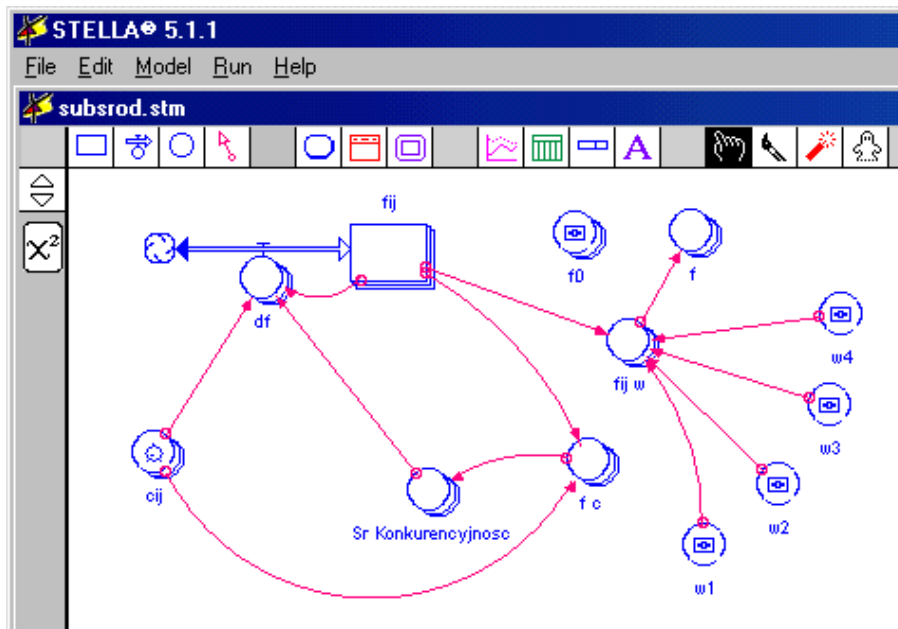 STELLA® 5.1.1
File Edit Model Run Help
subsrod.stm
A
X²
fij
f0
f
df
w4
fij w
w3
cij
f c
w2
Sr Konkurencyjnosc
w1